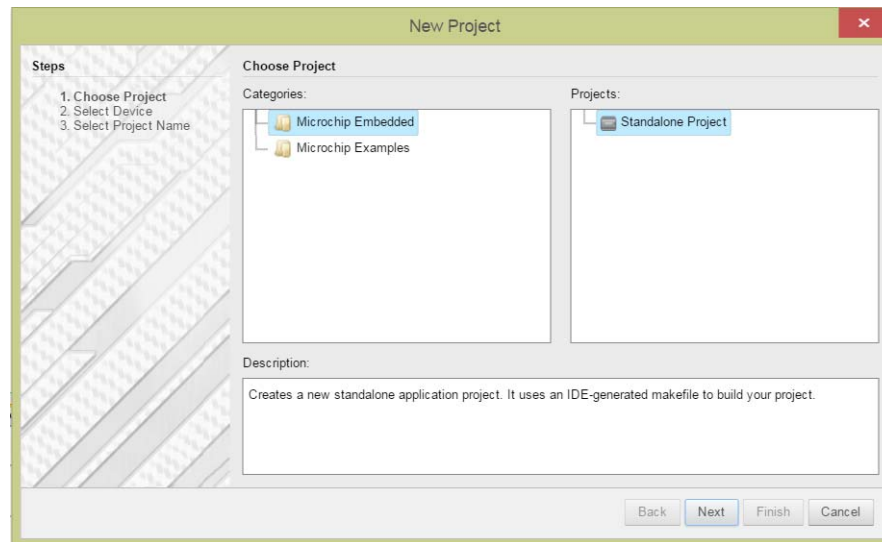 New Project
Steps
1. Choose Project
2. Select Device
3. Select Project Name
Choose Project
Categories:
Microchip Embedded
Microchip Examples
Projects:
Standalone Project
Description:
Creates a new standalone application project. It uses an IDE-generated makefile to build your project.
Back
Next
Finish
Cancel